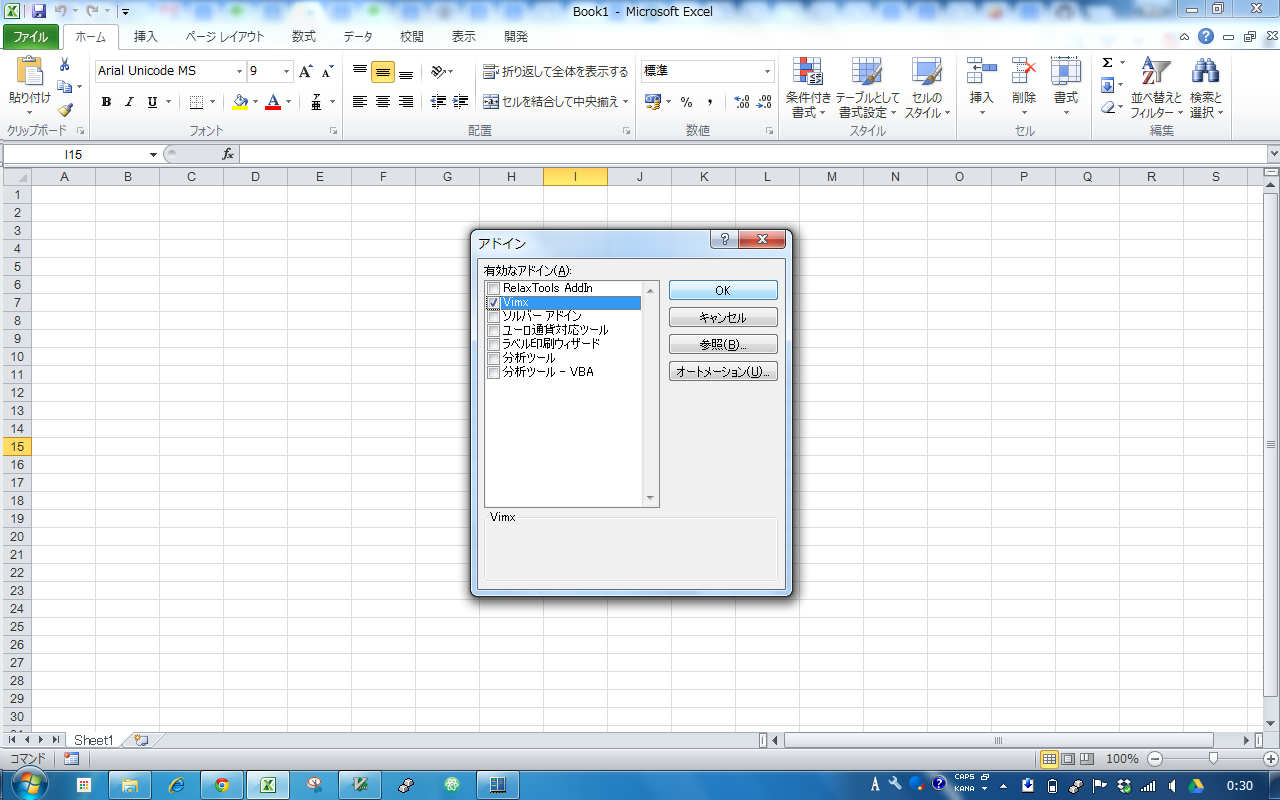 Book1 - Microsoft Excel
ファイル ホーム 挿入 ページ レイアウト 数式 データ 校閲 表示 開発
Arial Unicode MS 9 折り返して全体を表示する 標準
貼り付け B I U セルを結合して中央揃え % , 条件付き書式 テーブルとして書式設定 セルのスタイル 挿入 削除 書式 Σ 並べ替えとフィルター 検索と選択
クリップボード フォント 配置 数値 スタイル セル 編集
I15 fx
A B C D E F G H I J K L M N O P Q R S
1
2
3
4
5
6
7
8
9
10
11
12
13
14
15
16
17
18
19
20
21
22
23
24
25
26
27
28
29
30
アドイン
有効なアドイン(A):
RelaxTools AddIn
Vimx
ソルバー アドイン
ユーロ通貨対応ツール
ラベル印刷ウィザード
分析ツール
分析ツール - VBA
OK
キャンセル
参照(B)...
オートメーション(U)...
Vimx
Sheet1
コマンド 100%
A CAPS KANA 0:30